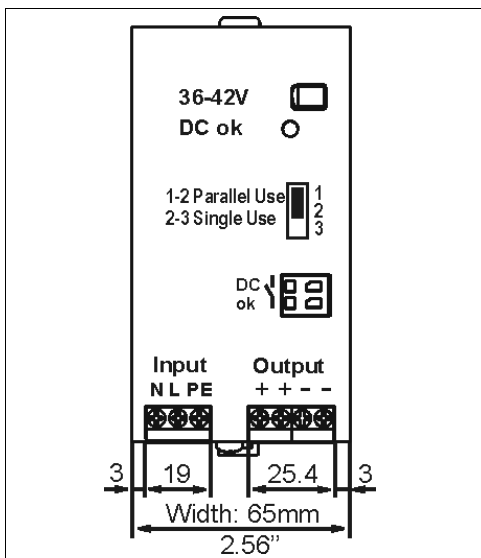 36-42V
DC ok
1-2 Parallel Use 1
2-3 Single Use 2
3
DC
ok
Input Output
N L PE + + - -
3 19 25.4 3
Width: 65mm
2.56"